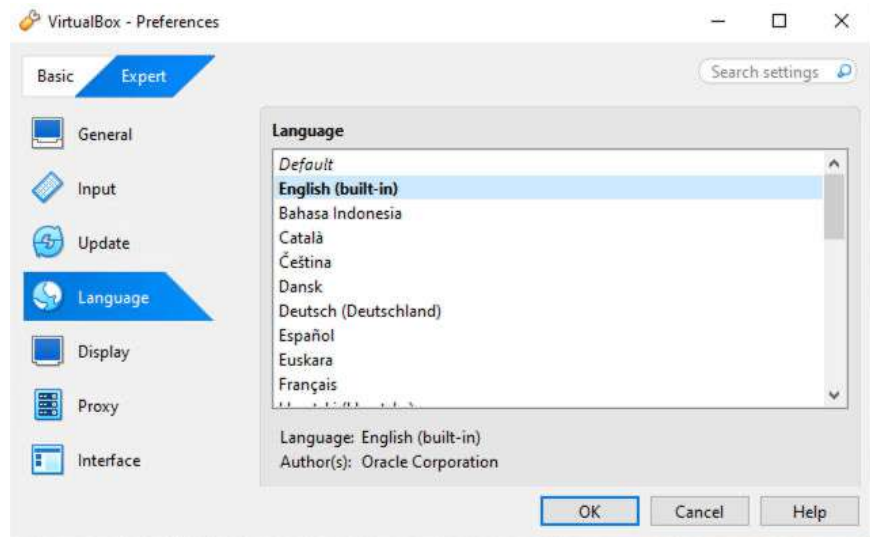 VirtualBox - Preferences
Basic
Expert
Search settings
General
Input
Update
Language
Display
Proxy
Interface
Language
Default
English (built-in)
Bahasa Indonesia
Català
Čeština
Dansk
Deutsch (Deutschland)
Español
Euskara
Français
Language: English (built-in)
Author(s): Oracle Corporation
OK
Cancel
Help